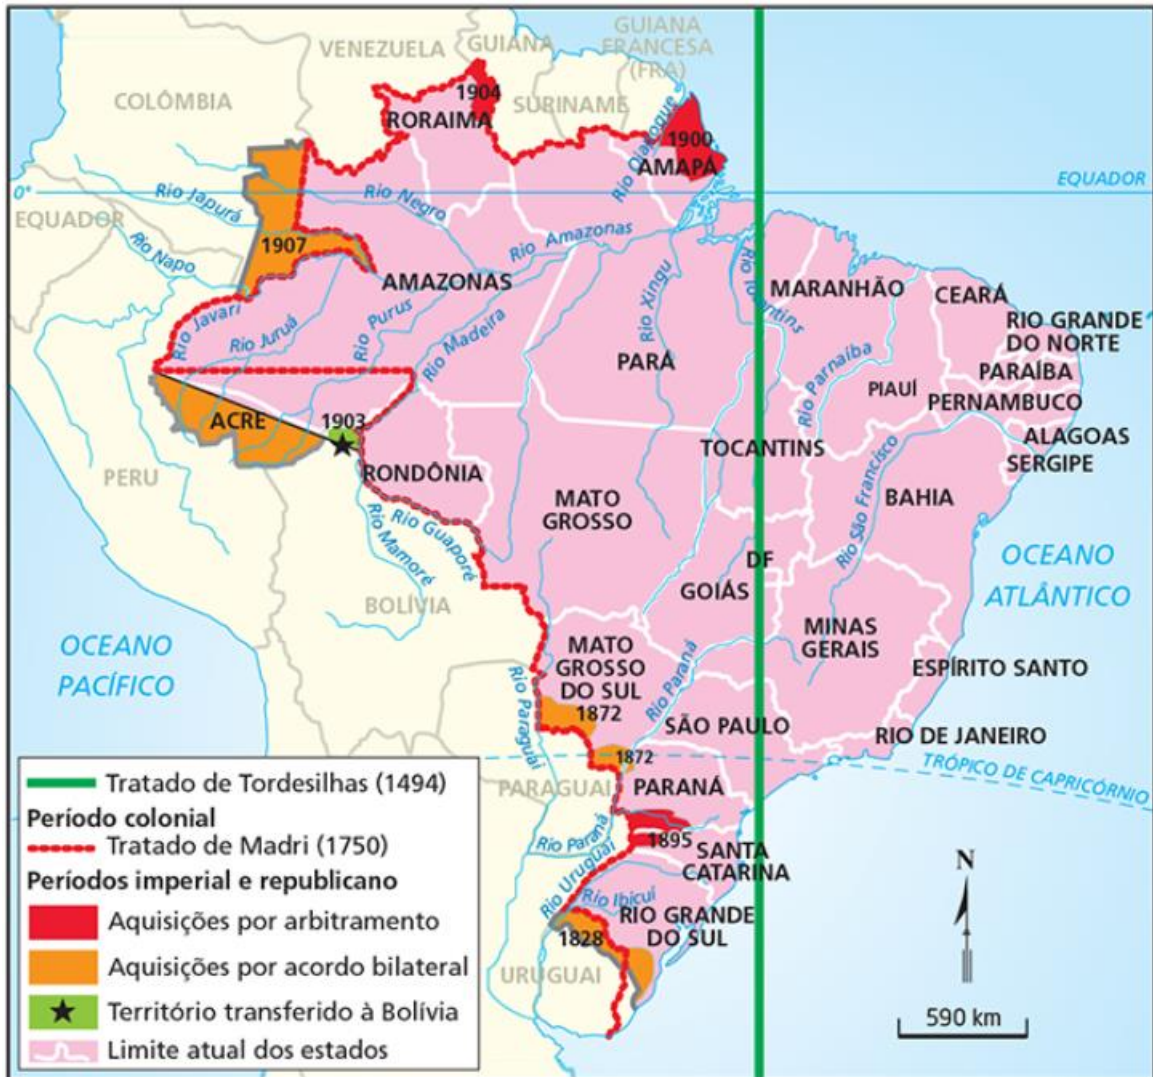 VENEZUELA
GUIANA
GUIANA
FRANCESA
(FRA)
COLÔMBIA
SURINAME
1904
RORAIMA
Rio Oiapoque
1900
AMAPÁ
0°
EQUADOR
EQUADOR
Rio Japurá
Rio Negro
Rio Napo
1907
Rio Amazonas
AMAZONAS
Rio Xingu
Rio Tocantins
MARANHÃO
CEARÁ
RIO GRANDE
DO NORTE
PARAÍBA
Rio Javari
Rio Juruá
Rio Purus
Rio Madeira
PARÁ
Rio Parnaíba
PIAUÍ
PERNAMBUCO
ACRE
1903
ALAGOAS
SERGIPE
TOCANTINS
PERU
RONDÔNIA
MATO
GROSSO
Rio São Francisco
BAHIA
Rio Guaporé
Rio Mamoré
BOLÍVIA
DF
GOIÁS
OCEANO
ATLÂNTICO
OCEANO
PACÍFICO
MATO
GROSSO
DO SUL
MINAS
GERAIS
ESPÍRITO SANTO
Rio Paraguai
1872
Rio Paraná
SÃO PAULO
RIO DE JANEIRO
1872
TRÓPICO DE CAPRICÓRNIO
PARAGUAI
PARANÁ
Rio Paraná
1895
SANTA
CATARINA
Rio Uruguai
Rio Ibicuí
RIO GRANDE
DO SUL
1828
URUGUAI
N
590 km
Tratado de Tordesilhas (1494)
Período colonial
Tratado de Madri (1750)
Períodos imperial e republicano
Aquisições por arbitramento
Aquisições por acordo bilateral
Território transferido à Bolívia
Limite atual dos estados